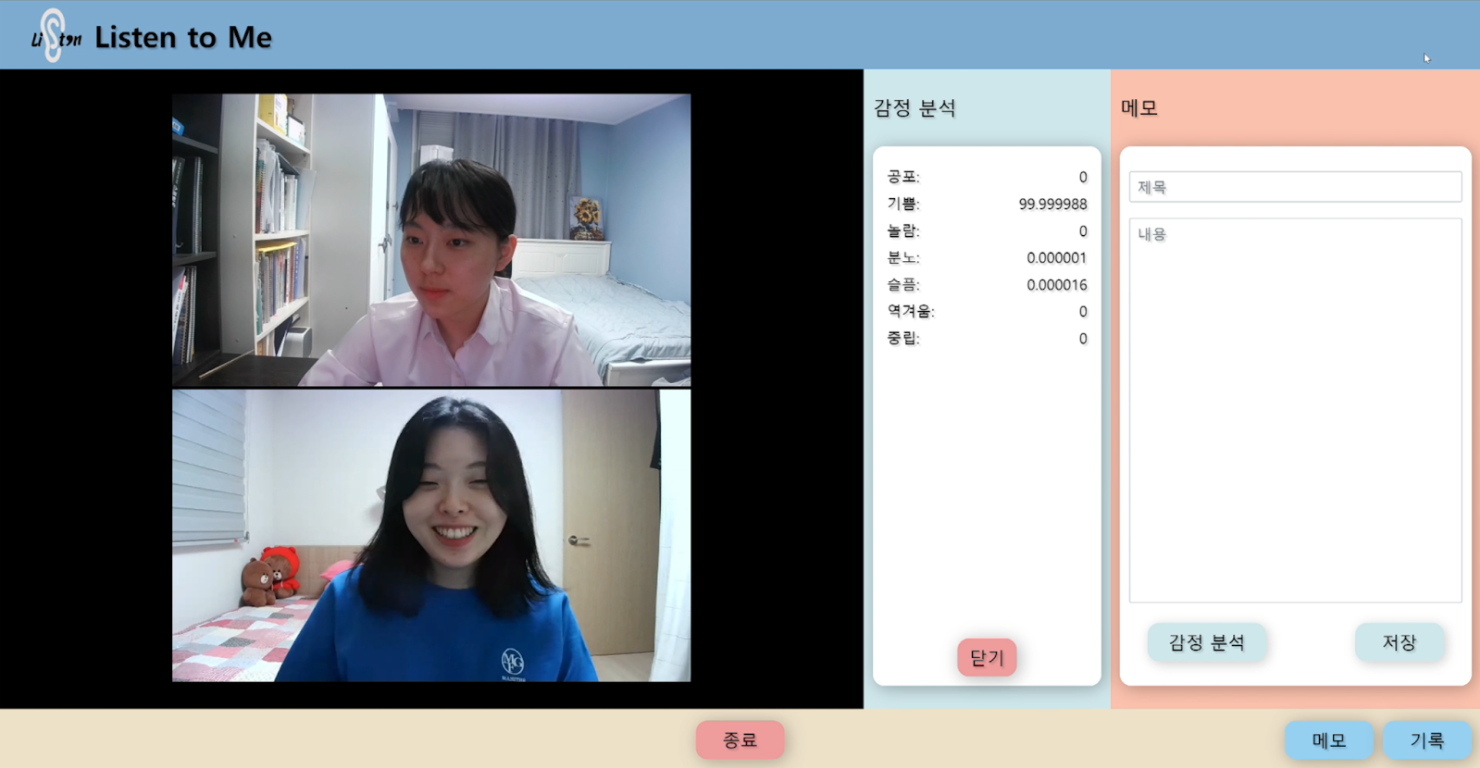 Listen Listen to Me
감정 분석
공포: 0
기쁨: 99.999988
놀람: 0
분노: 0.000001
슬픔: 0.000016
역겨움: 0
중립: 0
닫기
메모
제목
내용
감정 분석 저장
종료 메모 기록